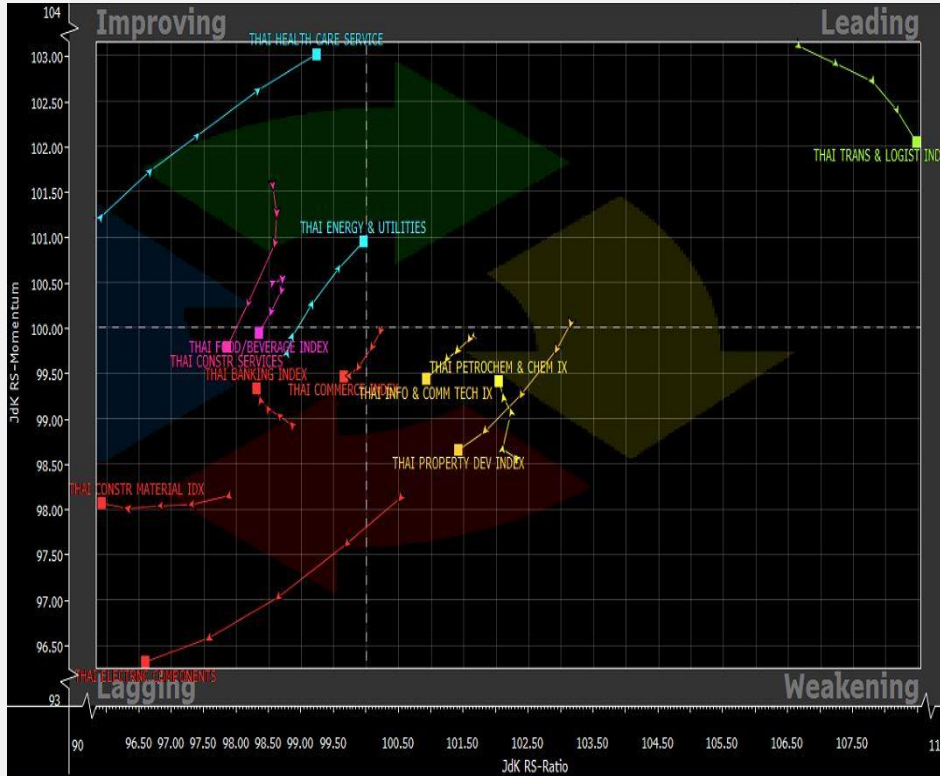 104
Improving
Leading
THAI HEALTH CARE SERVICE
103.00
102.50
102.00
THAI TRANS & LOGIST IND
101.50
THAI ENERGY & UTILITIES
101.00
100.50
100.00
THAI FOOD/BEVERAGE INDEX
THAI CONSTR SERVICES
THAI PETROCHEM & CHEM IX
THAI BANKING INDEX
99.50
THAI COMMERCE INDEX
THAI INFO & COMM TECH IX
99.00
98.50
THAI PROPERTY DEV INDEX
THAI CONSTR MATERIAL IDX
98.00
97.50
97.00
96.50
THAI ELECTRNC COMPONENTS
Lagging
Weakening
93
JdK RS-Momentum
90 96.50 97.00 97.50 98.00 98.50 99.00 99.50 100.50 101.50 102.50 103.50 104.50 105.50 106.50 107.50 11
JdK RS-Ratio